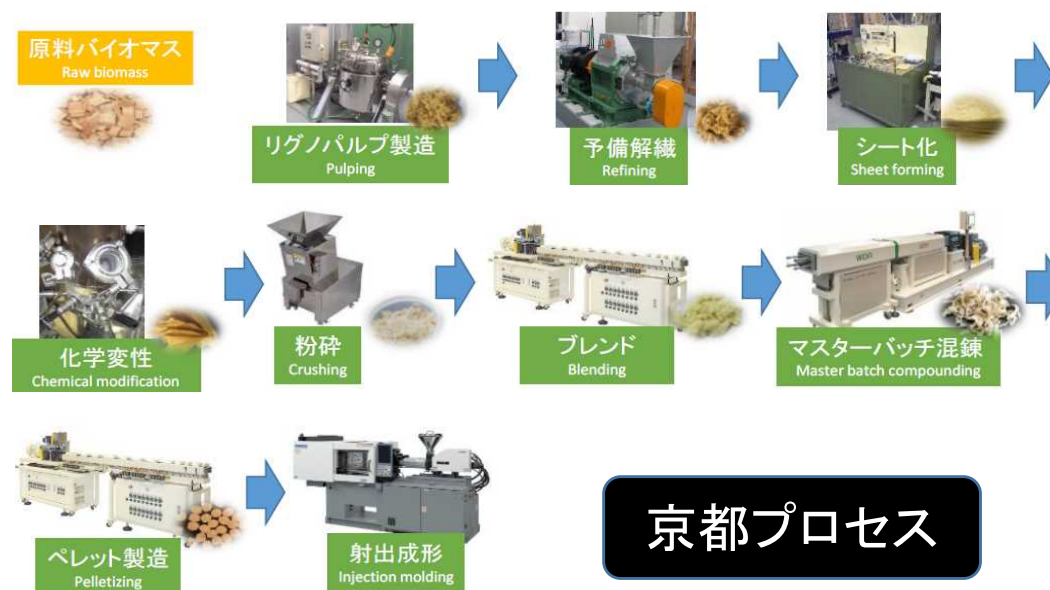 原料バイオマス
Raw biomass
リグノパルプ製造
Pulping
予備解繊
Refining
シート化
Sheet forming
化学変性
Chemical modification
粉砕
Crushing
ブレンド
Blending
マスターバッチ混錬
Master batch compounding
ペレット製造
Pelletizing
射出成形
Injection molding
京都プロセス